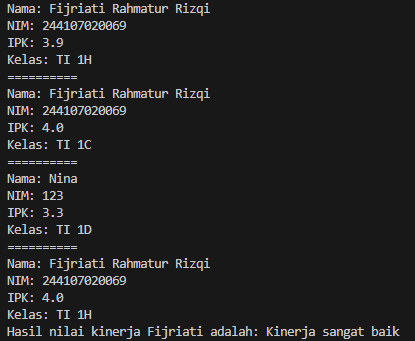 Nama: Fijriati Rahmatur Rizqi
NIM: 244107020069
IPK: 3.9
Kelas: TI 1H
==========
Nama: Fijriati Rahmatur Rizqi
NIM: 244107020069
IPK: 4.0
Kelas: TI 1C
==========
Nama: Nina
NIM: 123
IPK: 3.3
Kelas: TI 1D
==========
Nama: Fijriati Rahmatur Rizqi
NIM: 244107020069
IPK: 4.0
Kelas: TI 1H
Hasil nilai kinerja Fijriati adalah: Kinerja sangat baik